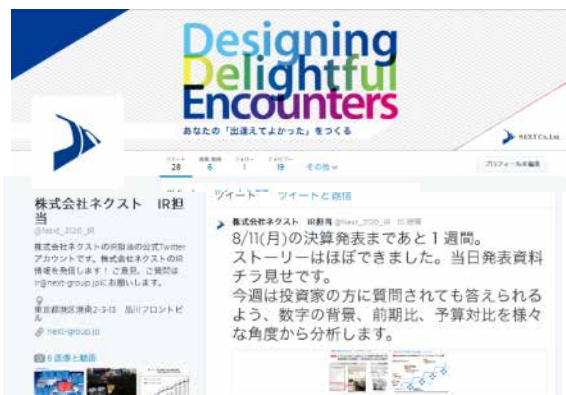 Designing
Delightful
Encounters
あなたの「出逢えてよかった」をつくる
NEXT Co., Ltd.
ツイート
フォロー
フォロワー
28
6
1
19
その他
プロフィールを編集
株式会社ネクスト IR担当
@Next_2120_IR
株式会社ネクストのIR担当の公式Twitter
アカウントです。株式会社ネクストのIR
情報を発信します！ご意見、ご質問は
ir@next-group.jpにお願いします。
東京都港区港南2-3-13 品川フロントビル
next-group.jp
6 画像と動画
ツイート
ツイートと返信
株式会社ネクスト IR担当 @Next_2120_IR
8/11(月)の決算発表まであと1週間。
ストーリーはほぼできました。当日発表資料
チラ見せです。
今週は投資家の方に質問されても答えられる
よう、数字の背景、前期比、予算対比を様々
な角度から分析します。